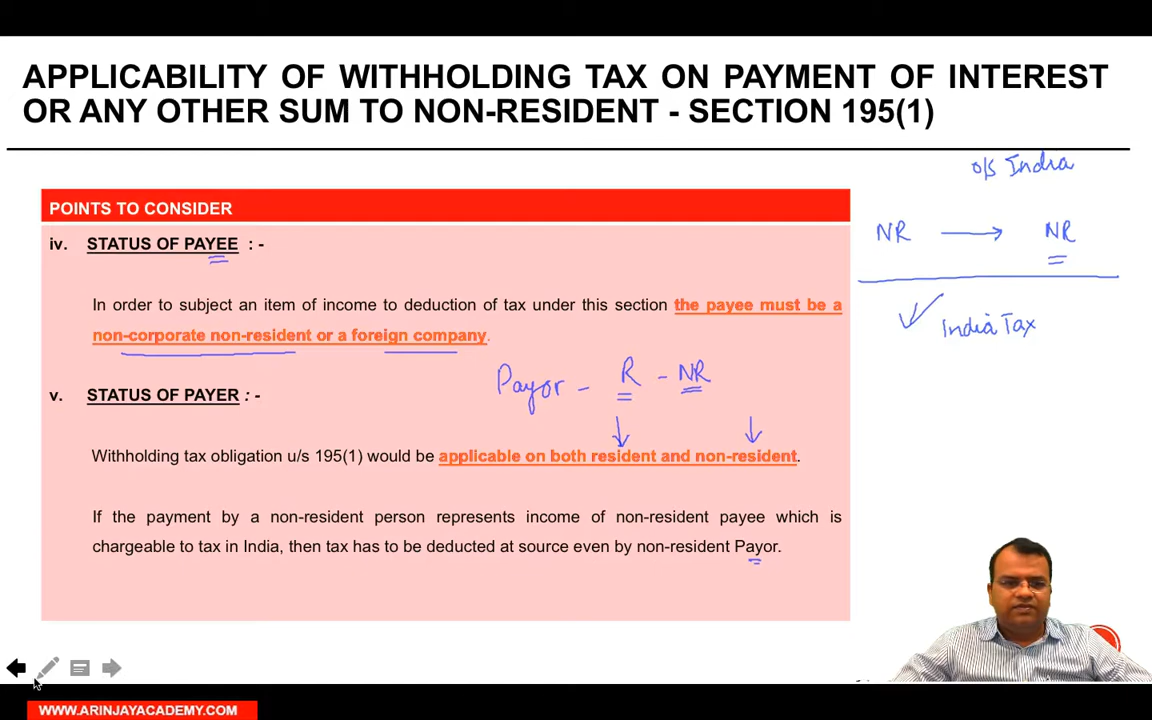 APPLICABILITY OF WITHHOLDING TAX ON PAYMENT OF INTEREST
OR ANY OTHER SUM TO NON-RESIDENT - SECTION 195(1)
o/s India
POINTS TO CONSIDER
NR → NR
iv. STATUS OF PAYEE : -
In order to subject an item of income to deduction of tax under this section the payee must be a
non-corporate non-resident or a foreign company.
India Tax
Payor - R - NR
v. STATUS OF PAYER : -
Withholding tax obligation u/s 195(1) would be applicable on both resident and non-resident.
If the payment by a non-resident person represents income of non-resident payee which is
chargeable to tax in India, then tax has to be deducted at source even by non-resident Payor.
WWW.ARINJAYACADEMY.COM